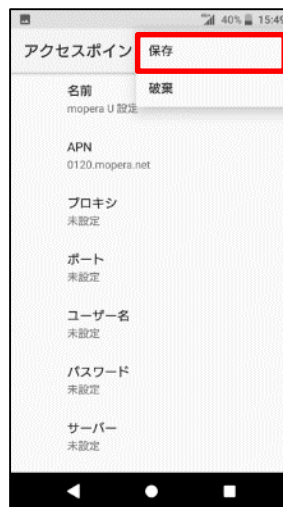 40% 15:49
アクセスポイン
保存
破棄
名前
mopera U 設定
APN
0120.mopera.net
プロキシ
未設定
ポート
未設定
ユーザー名
未設定
パスワード
未設定
サーバー
未設定